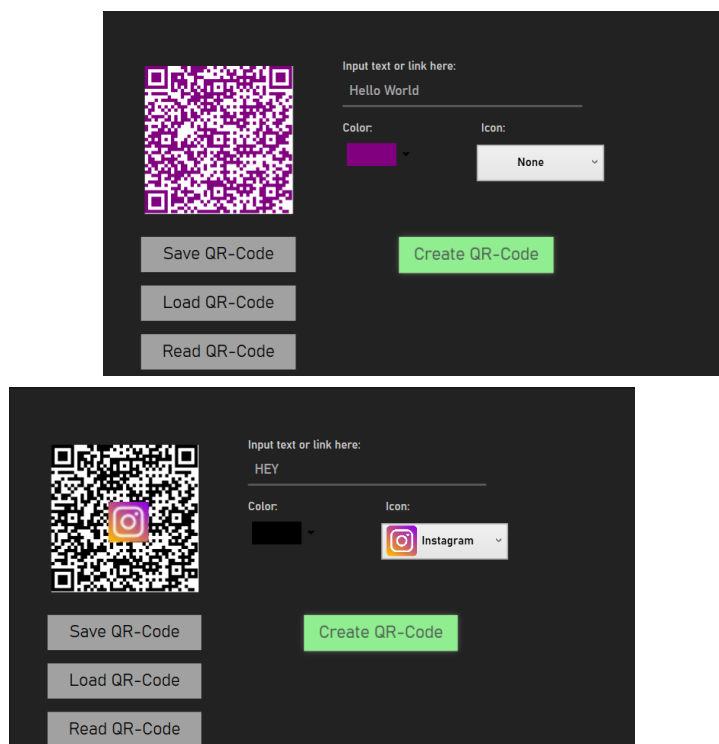 Input text or link here:
Hello World
Color:
Icon:
None
Save QR-Code
Create QR-Code
Load QR-Code
Read QR-Code
Input text or link here:
HEY
Color:
Icon:
Instagram
Save QR-Code
Create QR-Code
Load QR-Code
Read QR-Code